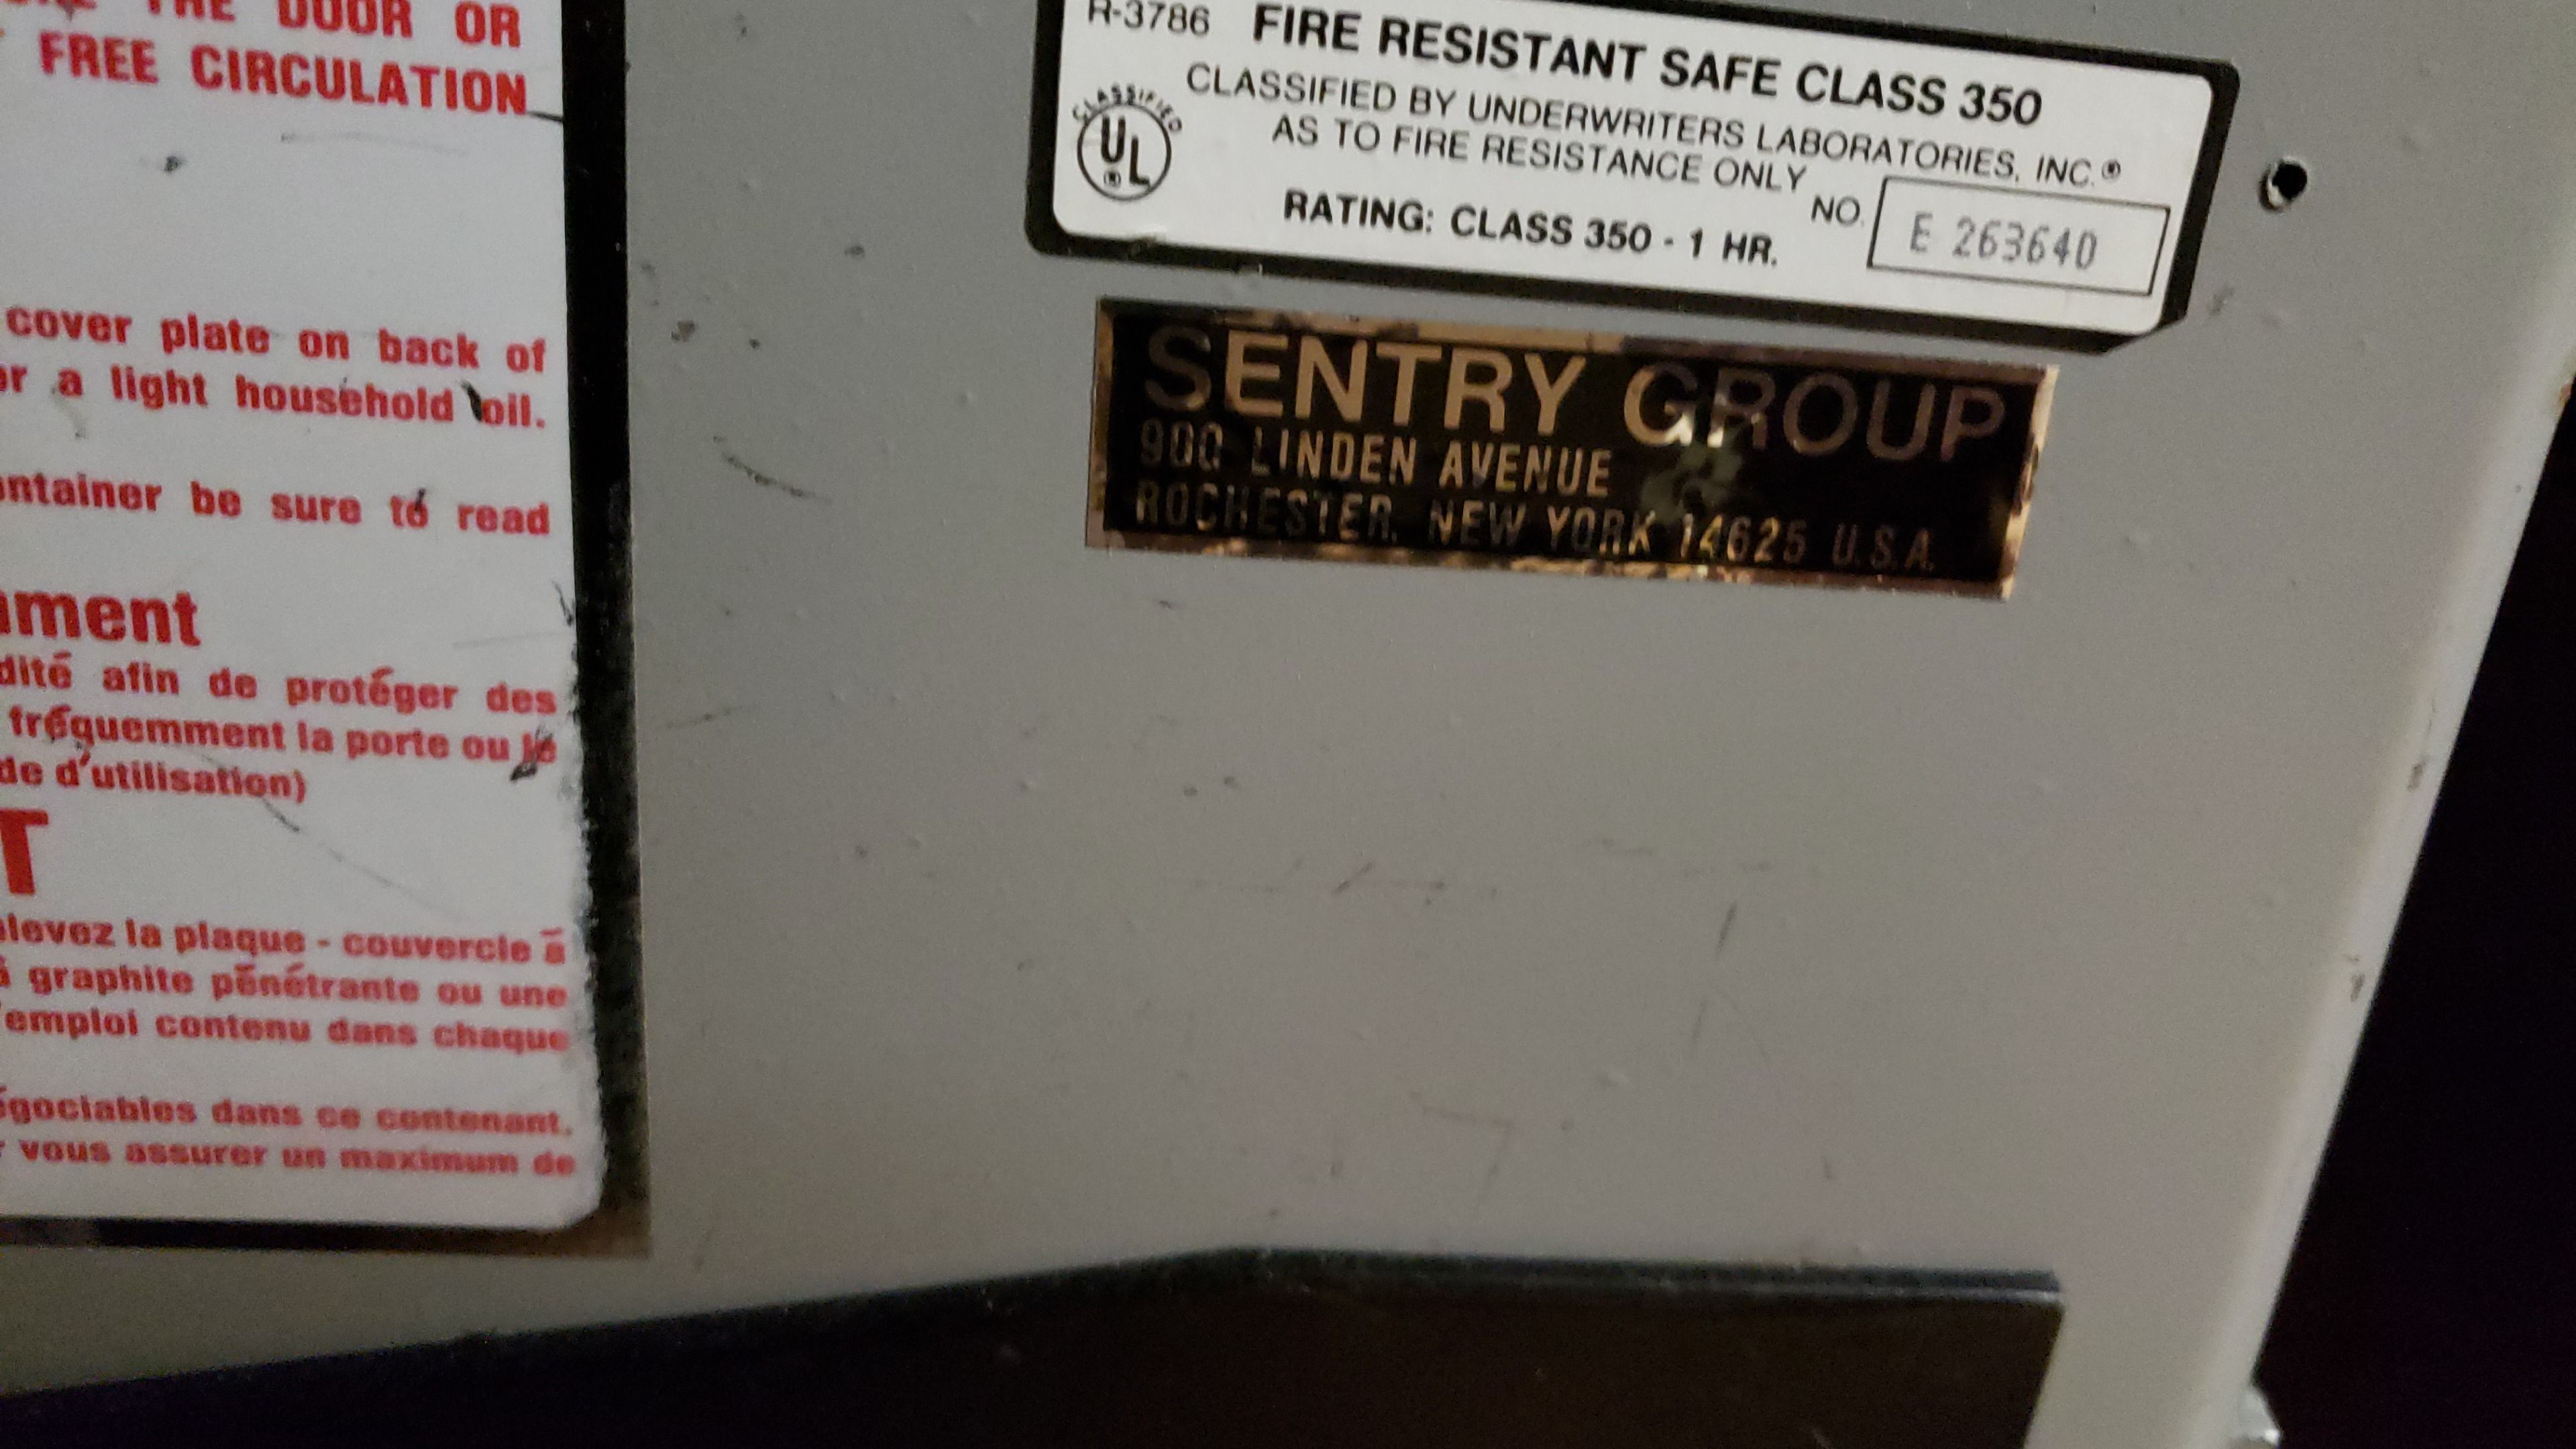 THE DOOR OR
FREE CIRCULATION
cover plate on back of
or a light household oil.
ontainer be sure to read
ment
dité afin de protéger des
fréquemment la porte ou le
de d'utilisation)
T
levez la plaque - couvercle à
à graphite pénétrante ou une
'emploi contenu dans chaque
égociables dans ce contenant.
r vous assurer un maximum de
R-3786 FIRE RESISTANT SAFE CLASS 350
CLASSIFIED BY UNDERWRITERS LABORATORIES, INC.®
AS TO FIRE RESISTANCE ONLY
CLASSIFIED
UL
®
RATING: CLASS 350 - 1 HR.
NO. E 263640
SENTRY GROUP
900 LINDEN AVENUE
ROCHESTER, NEW YORK 14625 U.S.A.